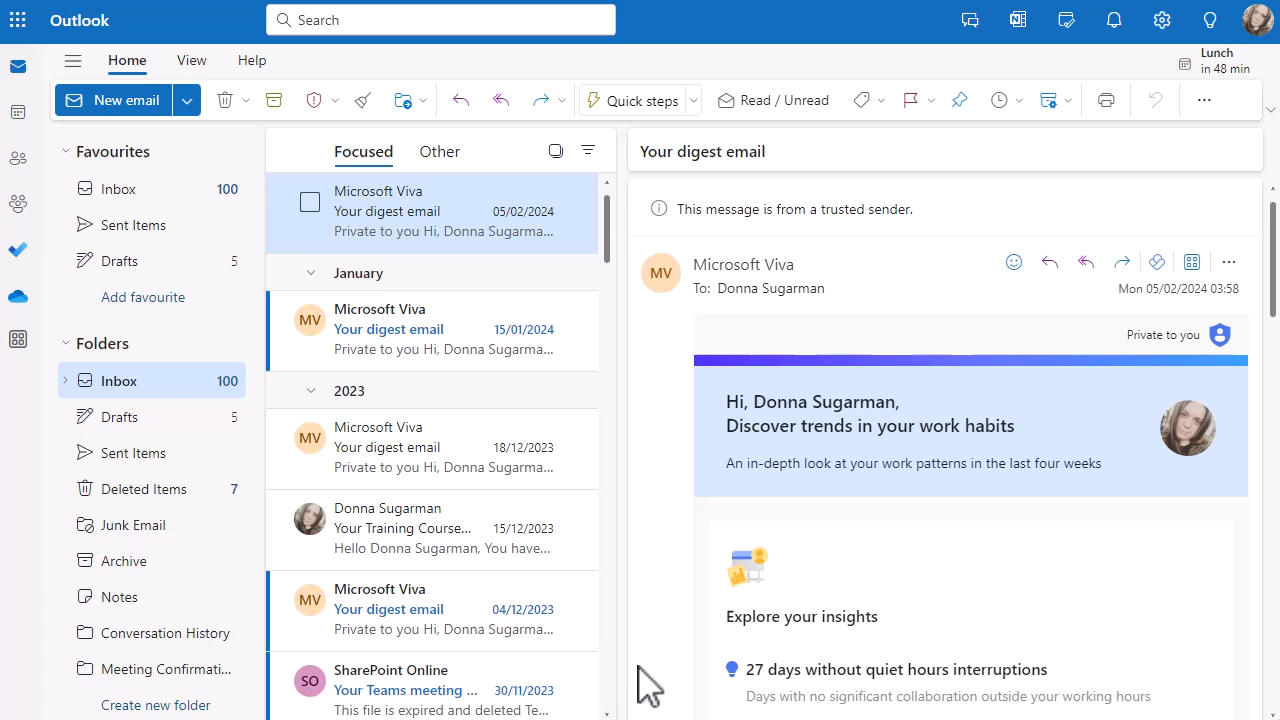 Outlook
Search
Home
View
Help
Lunch
in 48 min
New email
Quick steps
Read / Unread
Favourites
Inbox 100
Sent Items
Drafts 5
Add favourite
Folders
Inbox 100
Drafts 5
Sent Items
Deleted Items 7
Junk Email
Archive
Notes
Conversation History
Meeting Confirmati...
Create new folder
Focused
Other
Microsoft Viva
Your digest email 05/02/2024
Private to you Hi, Donna Sugarma...
January
MV
Microsoft Viva
Your digest email 15/01/2024
Private to you Hi, Donna Sugarma...
2023
MV
Microsoft Viva
Your digest email 18/12/2023
Private to you Hi, Donna Sugarma...
Donna Sugarman
Your Training Course... 15/12/2023
Hello Donna Sugarman, You have...
MV
Microsoft Viva
Your digest email 04/12/2023
Private to you Hi, Donna Sugarma...
SO
SharePoint Online
Your Teams meeting ... 30/11/2023
This file is expired and deleted Te...
Your digest email
This message is from a trusted sender.
MV
Microsoft Viva
To: Donna Sugarman
Mon 05/02/2024 03:58
Private to you
Hi, Donna Sugarman,
Discover trends in your work habits
An in-depth look at your work patterns in the last four weeks
Explore your insights
27 days without quiet hours interruptions
Days with no significant collaboration outside your working hours